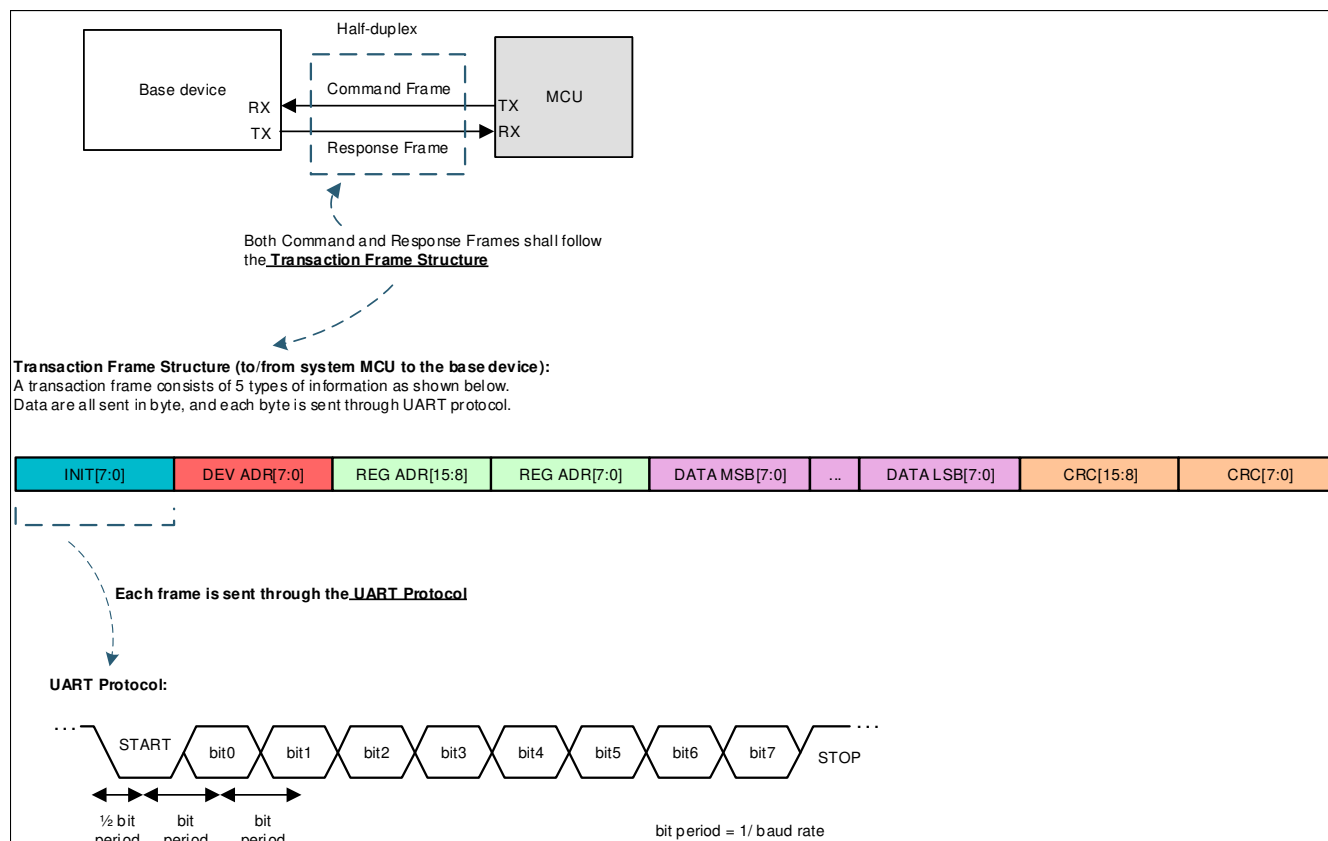 Half-duplex
Base device
RX
TX
Command Frame
Response Frame
TX
RX
MCU
Both Command and Response Frames shall follow
the Transaction Frame Structure
Transaction Frame Structure (to/from system MCU to the base device):
A transaction frame consists of 5 types of information as shown below.
Data are all sent in byte, and each byte is sent through UART protocol.
INIT[7:0] DEV ADR[7:0] REG ADR[15:8] REG ADR[7:0] DATA MSB[7:0] ... DATA LSB[7:0] CRC[15:8] CRC[7:0]
Each frame is sent through the UART Protocol
UART Protocol:
... START bit0 bit1 bit2 bit3 bit4 bit5 bit6 bit7 STOP ...
½ bit period
bit period
bit period
bit period = 1/ baud rate